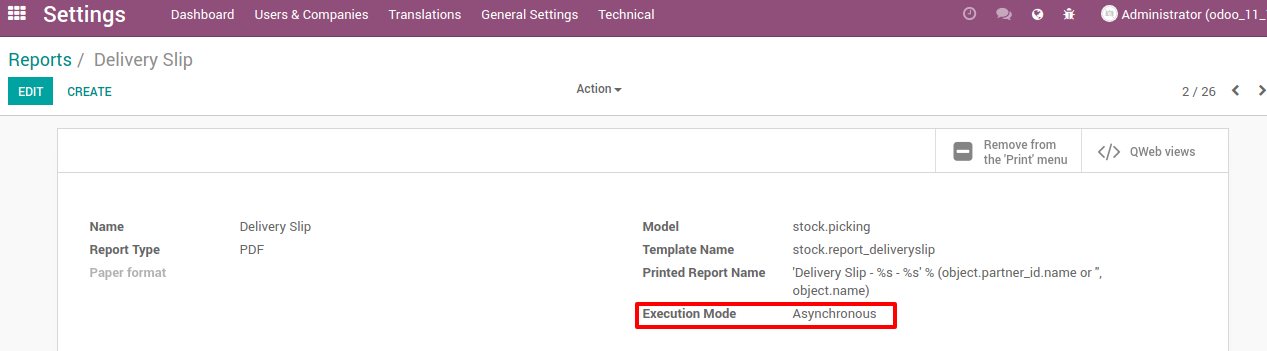 Settings Dashboard Users & Companies Translations General Settings Technical Administrator (odoo_11_
Reports / Delivery Slip
EDIT CREATE Action 2 / 26
Remove from
the 'Print' menu
QWeb views
Name Delivery Slip Model stock.picking
Report Type PDF Template Name stock.report_deliveryslip
Paper format Printed Report Name 'Delivery Slip - %s - %s' % (object.partner_id.name or '',
object.name)
Execution Mode Asynchronous